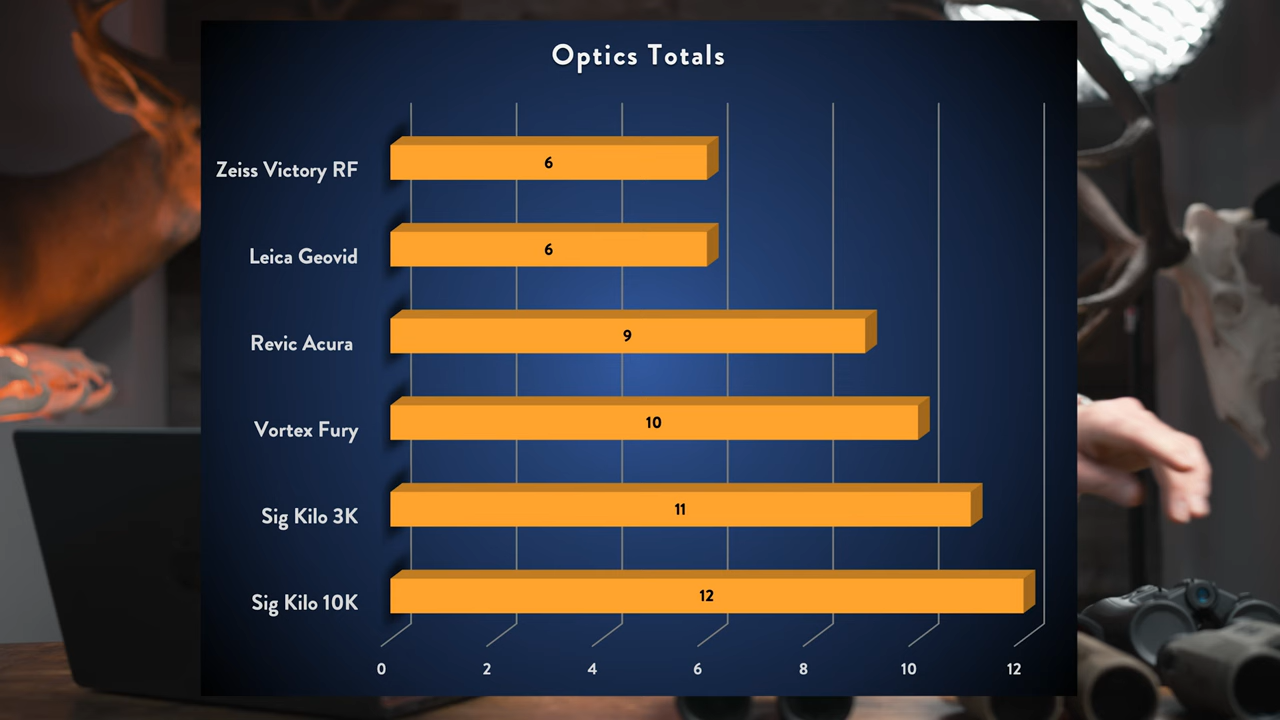 Optics Totals
Zeiss Victory RF 6
Leica Geovid 6
Revic Acura 9
Vortex Fury 10
Sig Kilo 3K 11
Sig Kilo 10K 12
0 2 4 6 8 10 12